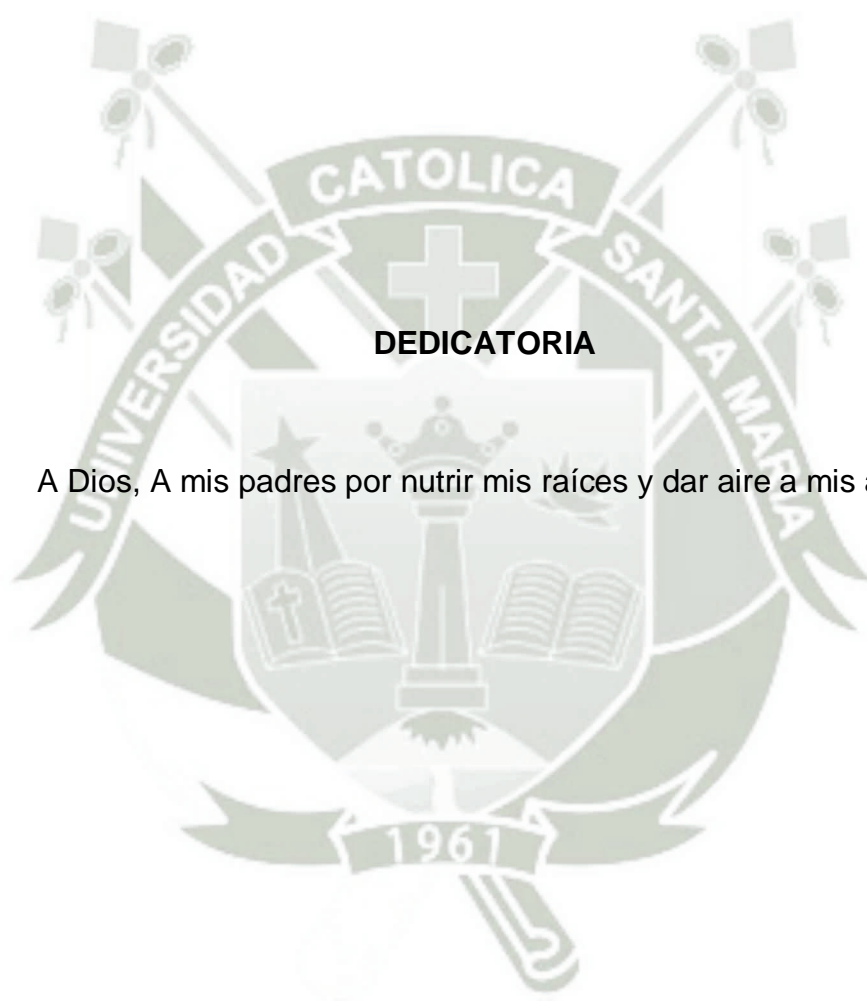 CATOLICA
UNIVERSIDAD
SANTA MARIA
DEDICATORIA
A Dios, A mis padres por nutrir mis raíces y dar aire a mis
1961